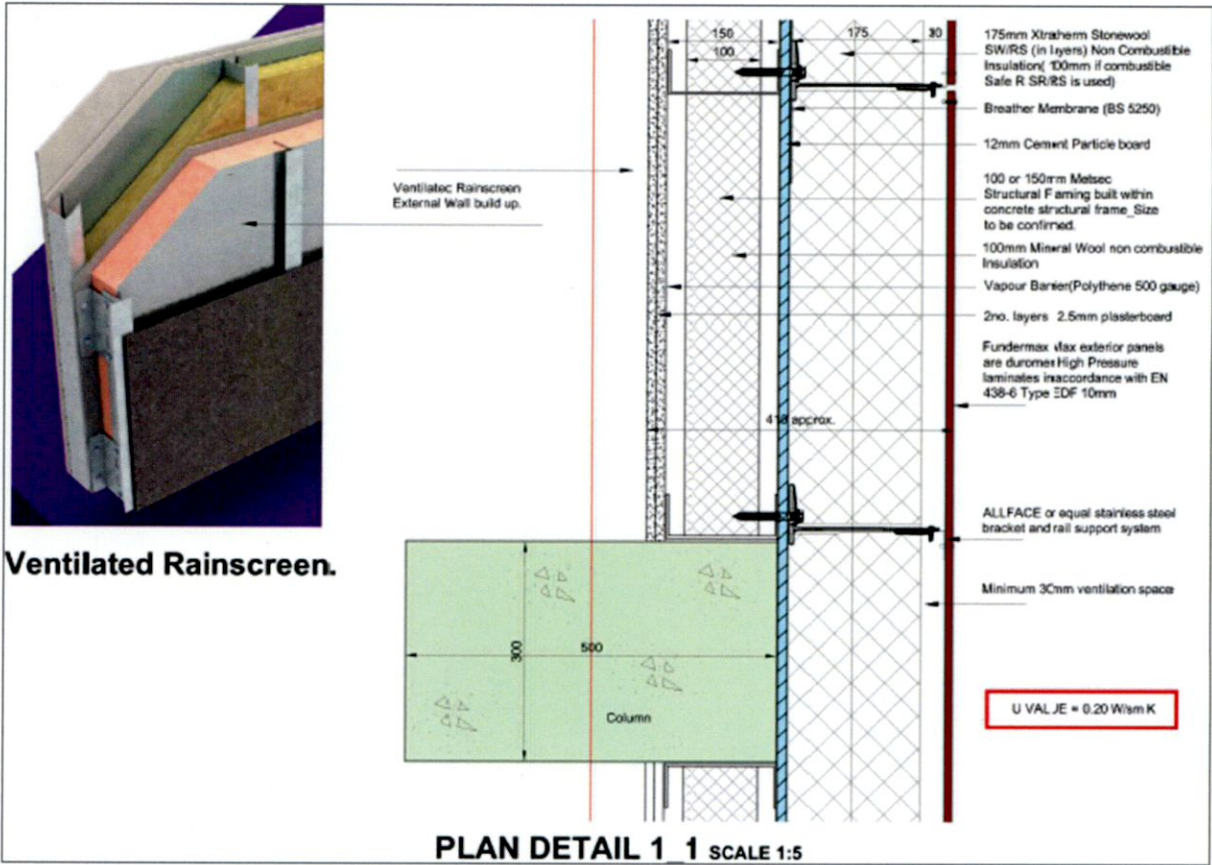 150
100
175
30
175mm Xtratherm Stonewool
SW/RS (in layers) Non Combustible
Insulation( 100mm if combustible
Safe R SR/RS is used)
Breather Membrane (BS 5250)
12mm Cement Particle board
100 or 150mm Metsec
Structural F aming built within
concrete structural frame_Size
to be confirmed.
100mm Mineral Wool non combustible
Insulation
Vapour Barrier(Polythene 500 gauge)
2no. layers 2.5mm plasterboard
Fundermax Max exterior panels
are duromer High Pressure
laminates inaccordance with EN
438-6 Type EDF 10mm
ALLFACE or equal stainless steel
bracket and rail support system
Minimum 30mm ventilation space
U VAL JE = 0.20 W/sm K
Ventilated Rainscreen
External Wall build up.
approx.
Ventilated Rainscreen.
300
500
Column
PLAN DETAIL 1_1 SCALE 1:5